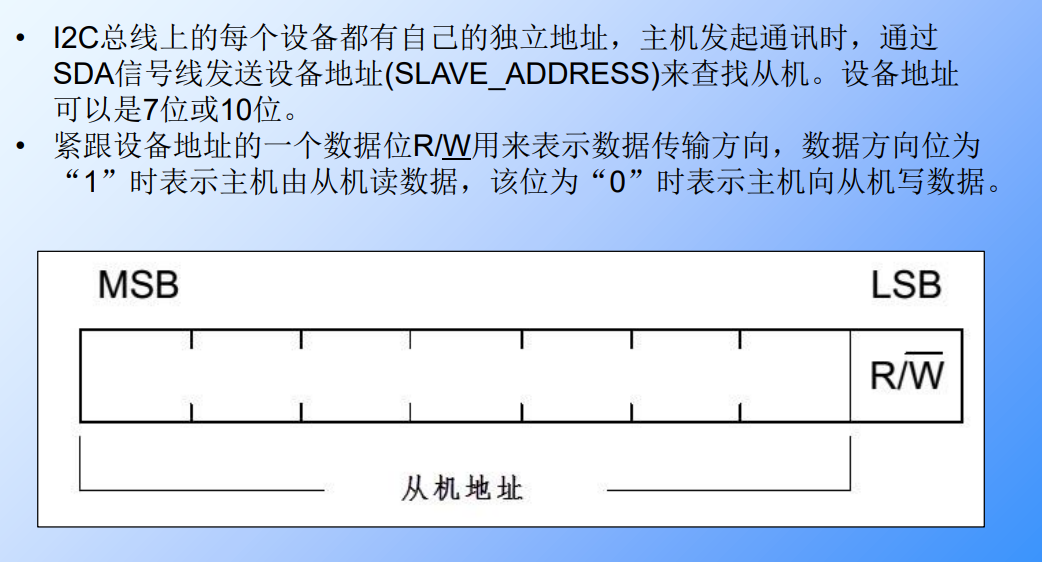 • I2C总线上的每个设备都有自己的独立地址，主机发起通讯时，通过
SDA信号线发送设备地址(SLAVE_ADDRESS)来查找从机。设备地址
可以是7位或10位。
• 紧跟设备地址的一个数据位R/W用来表示数据传输方向，数据方向位为
“1”时表示主机由从机读数据，该位为“0”时表示主机向从机写数据。
MSB LSB
R/W̅
从机地址